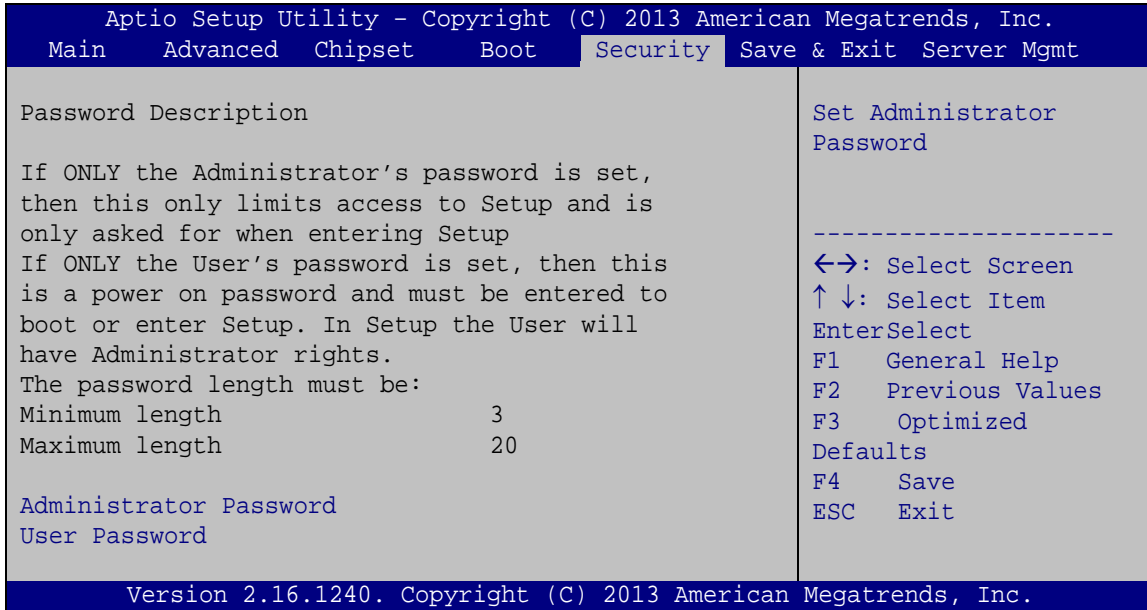 Aptio Setup Utility – Copyright (C) 2013 American Megatrends, Inc.
Main Advanced Chipset Boot Security Save & Exit Server Mgmt
Password Description
If ONLY the Administrator's password is set,
then this only limits access to Setup and is
only asked for when entering Setup
If ONLY the User's password is set, then this
is a power on password and must be entered to
boot or enter Setup. In Setup the User will
have Administrator rights.
The password length must be:
Minimum length 3
Maximum length 20
Administrator Password
User Password
Set Administrator
Password
---------------------
←→: Select Screen
↑ ↓: Select Item
EnterSelect
F1 General Help
F2 Previous Values
F3 Optimized
Defaults
F4 Save
ESC Exit
Version 2.16.1240. Copyright (C) 2013 American Megatrends, Inc.